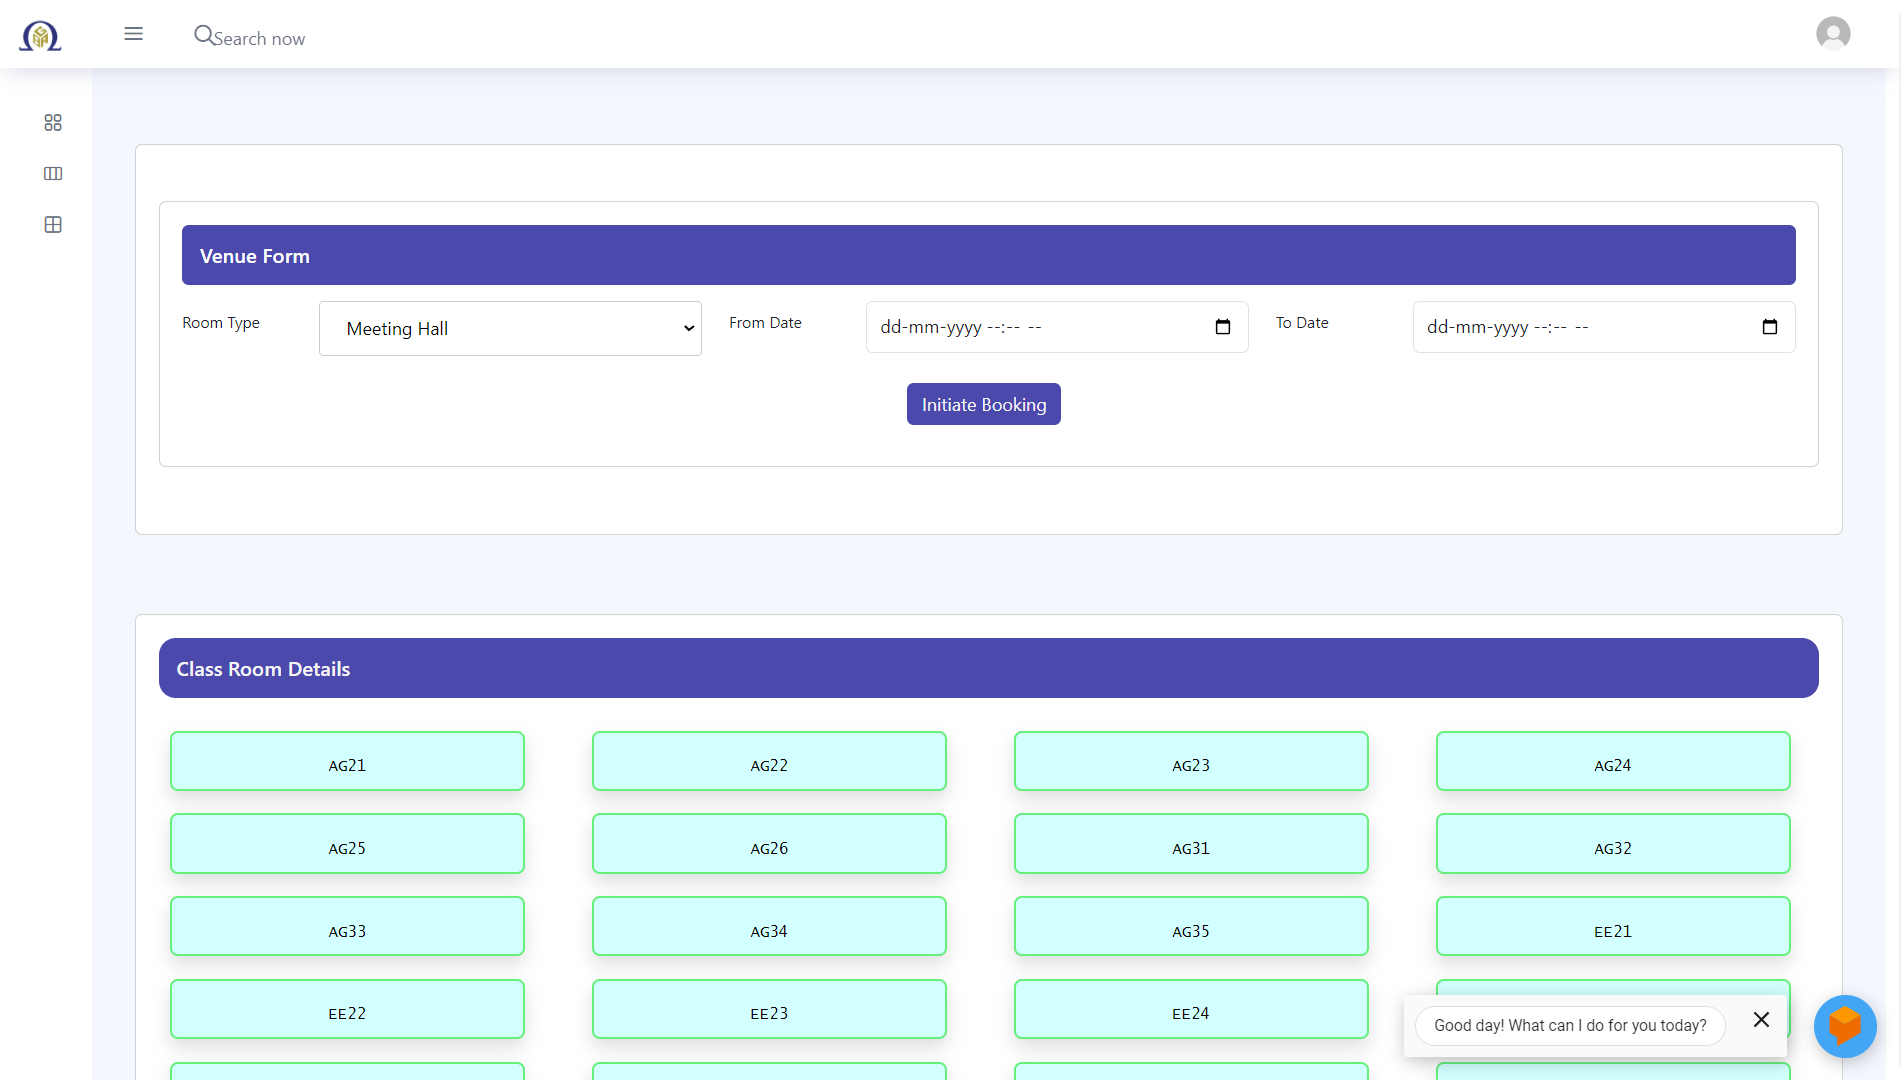 Search now
Venue Form
Room Type
Meeting Hall
From Date
dd-mm-yyyy --:-- --
To Date
dd-mm-yyyy --:-- --
Initiate Booking
Class Room Details
AG21
AG22
AG23
AG24
AG25
AG26
AG31
AG32
AG33
AG34
AG35
EE21
EE22
EE23
EE24
Good day! What can I do for you today?